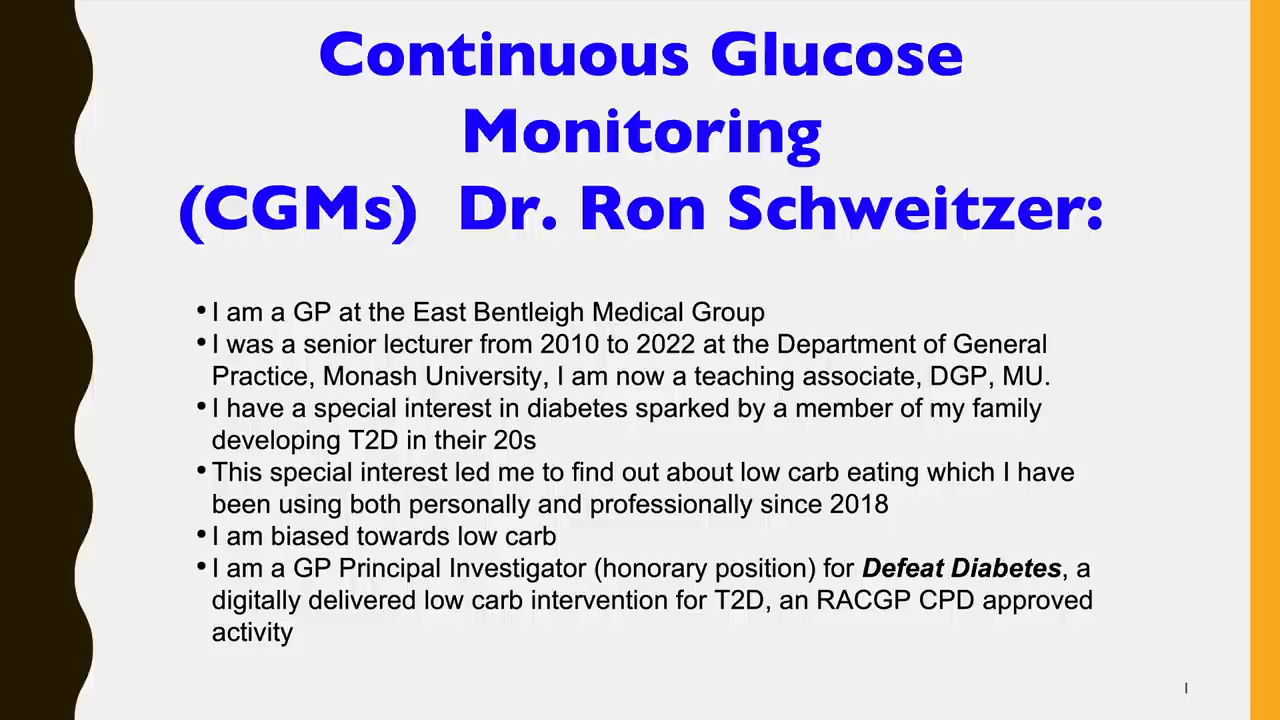 Continuous Glucose
Monitoring
(CGMs)  Dr. Ron Schweitzer:
• I am a GP at the East Bentleigh Medical Group
• I was a senior lecturer from 2010 to 2022 at the Department of General
Practice, Monash University, I am now a teaching associate, DGP, MU.
• I have a special interest in diabetes sparked by a member of my family
developing T2D in their 20s
• This special interest led me to find out about low carb eating which I have
been using both personally and professionally since 2018
• I am biased towards low carb
• I am a GP Principal Investigator (honorary position) for Defeat Diabetes, a
digitally delivered low carb intervention for T2D, an RACGP CPD approved
activity
1